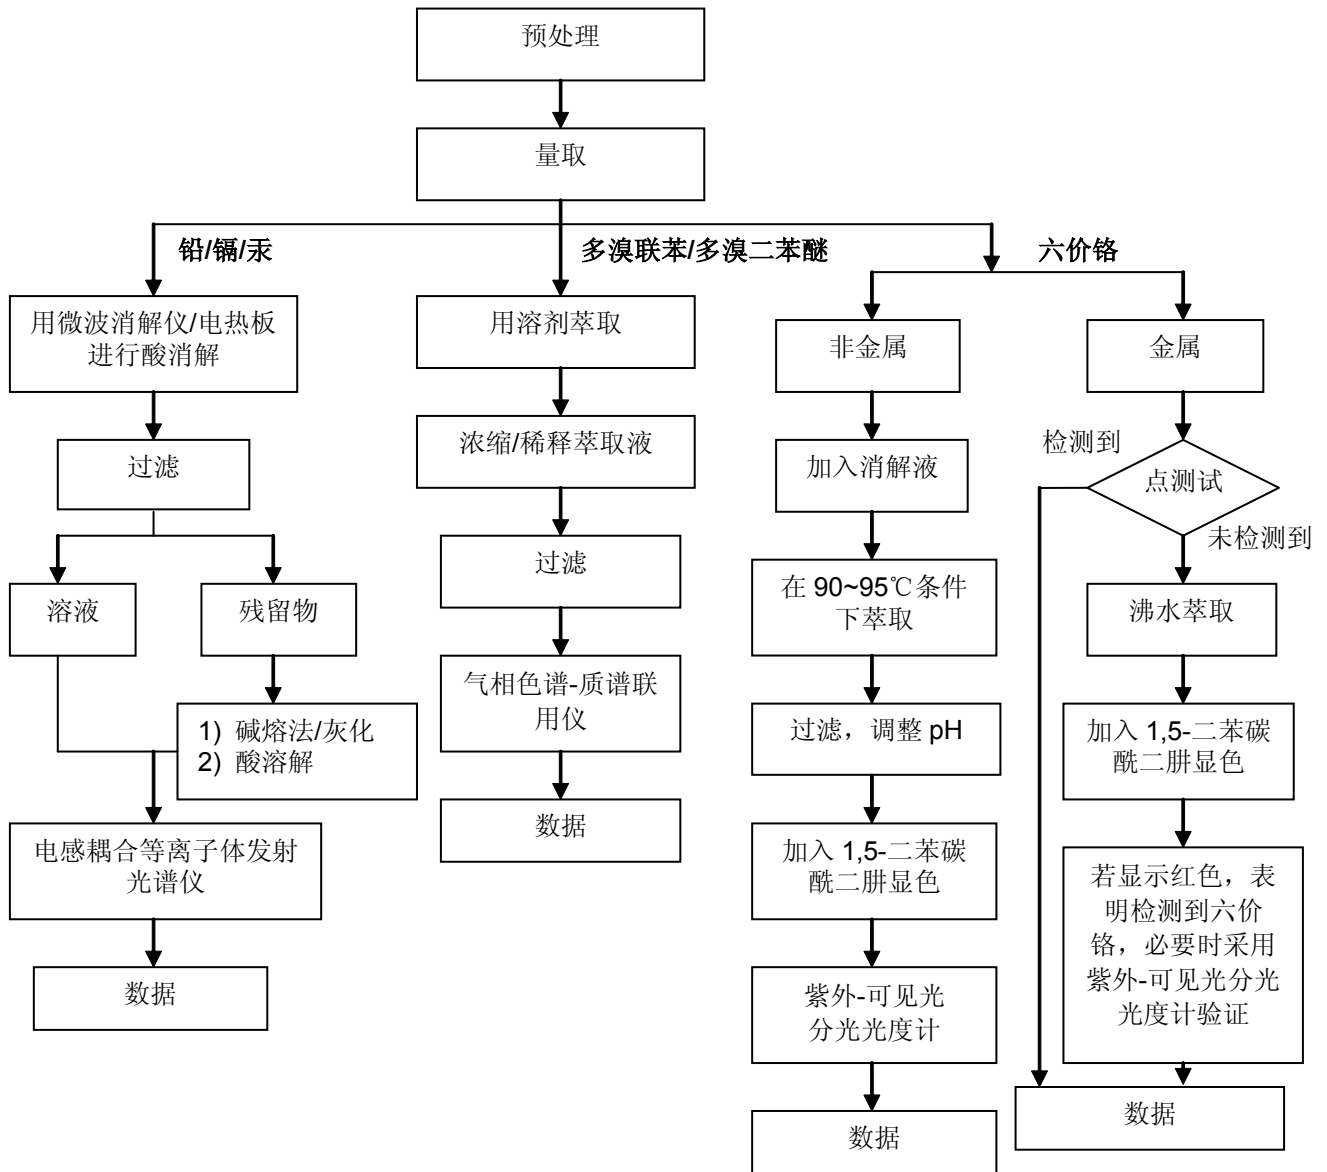 预处理
量取
铅/镉/汞
多溴联苯/多溴二苯醚
六价铬
用微波消解仪/电热板
进行酸消解
过滤
溶液
残留物
1) 碱熔法/灰化
2) 酸溶解
电感耦合等离子体发射
光谱仪
数据
用溶剂萃取
浓缩/稀释萃取液
过滤
气相色谱-质谱联
用仪
数据
非金属
加入消解液
在 90~95℃条件
下萃取
过滤，调整 pH
加入 1,5-二苯碳
酰二肼显色
紫外-可见光
分光光度计
数据
金属
检测到
点测试
未检测到
沸水萃取
加入 1,5-二苯碳
酰二肼显色
若显示红色，表
明检测到六价
铬，必要时采用
紫外-可见光分光
光度计验证
数据